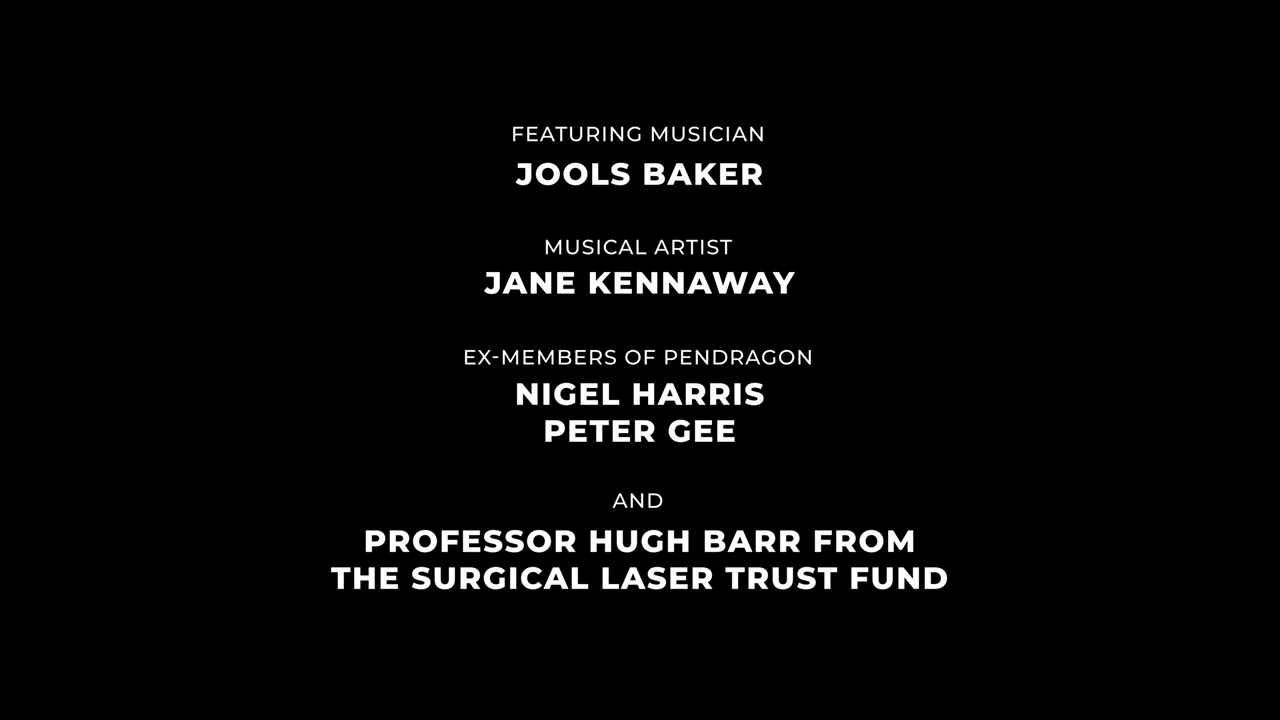 FEATURING MUSICIAN
JOOLS BAKER
MUSICAL ARTIST
JANE KENNAWAY
EX-MEMBERS OF PENDRAGON
NIGEL HARRIS
PETER GEE
AND
PROFESSOR HUGH BARR FROM
THE SURGICAL LASER TRUST FUND